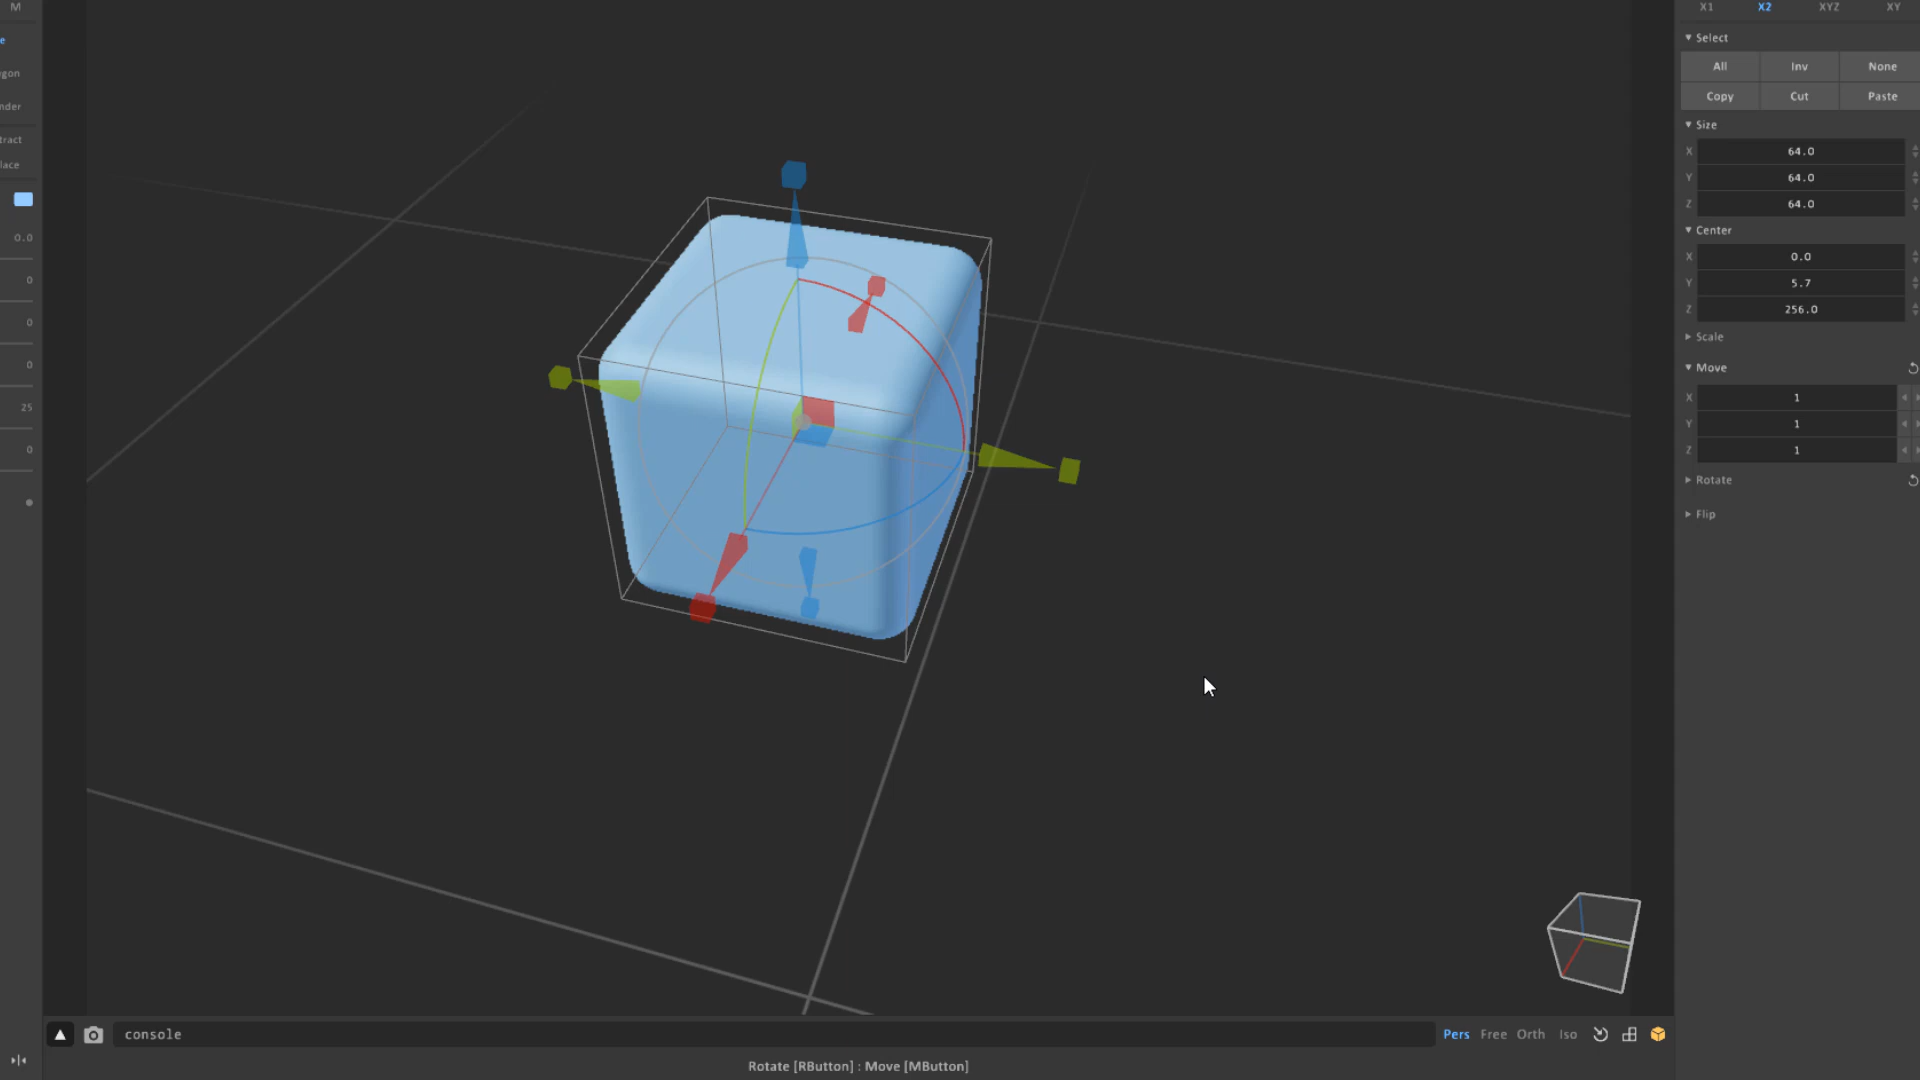 M
X1 X2 XYZ XY
Select
All Inv None
Copy Cut Paste
Size
X 64.0
Y 64.0
Z 64.0
Center
X 0.0
Y 5.7
Z 256.0
Scale
Move
X 1
Y 1
Z 1
Rotate
Flip
e
gon
nder
tract
lace
0.0
0
0
0
25
0
console
Pers Free Orth Iso
Rotate [RButton] : Move [MButton]